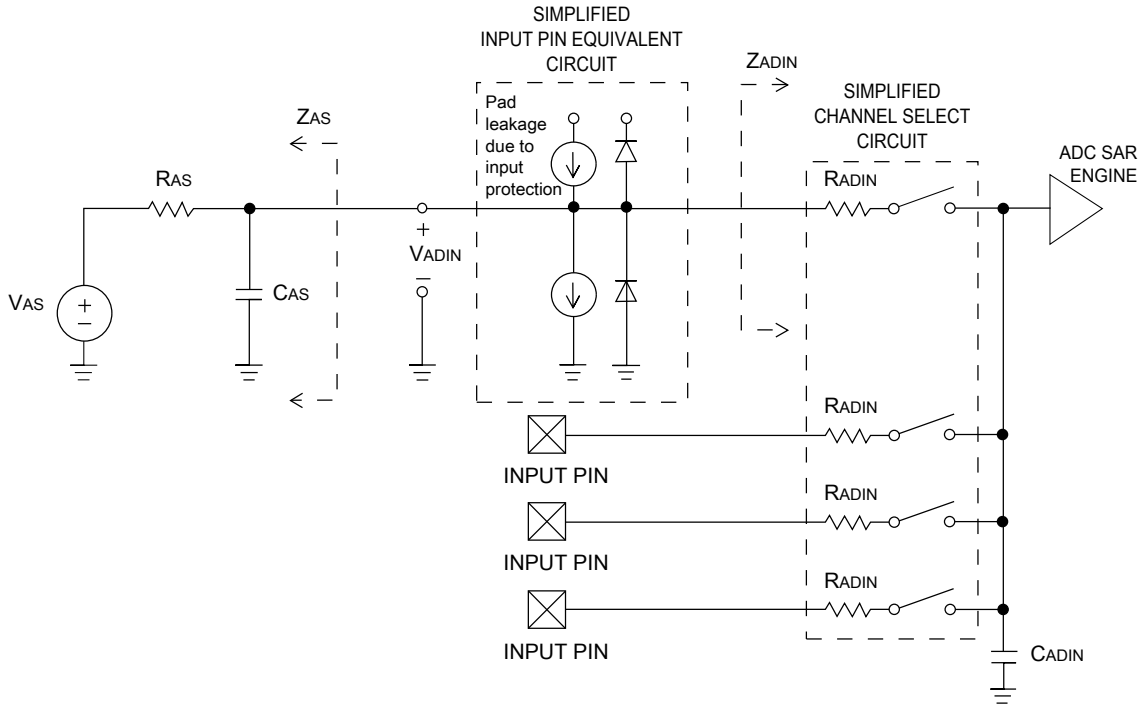 SIMPLIFIED
INPUT PIN EQUIVALENT
CIRCUIT
Pad
leakage
due to
input
protection
ZAS
RAS
VAS
+
–
CAS
+
VADIN
–
ZADIN
SIMPLIFIED
CHANNEL SELECT
CIRCUIT
RADIN
ADC SAR
ENGINE
RADIN
INPUT PIN
RADIN
INPUT PIN
RADIN
INPUT PIN
CADIN